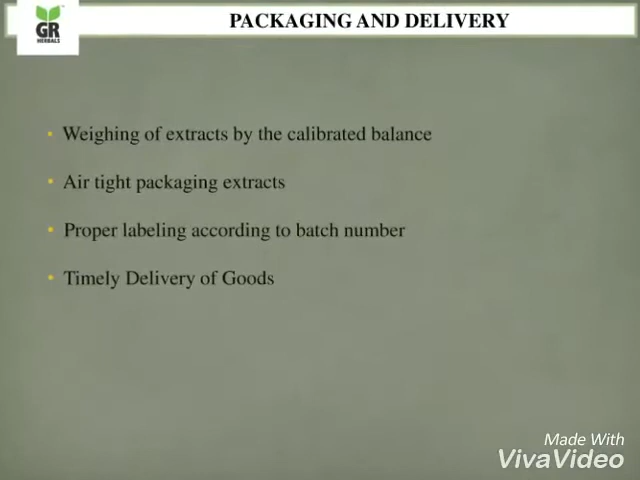 GR
HERBALS
PACKAGING AND DELIVERY
• Weighing of extracts by the calibrated balance
• Air tight packaging extracts
• Proper labeling according to batch number
• Timely Delivery of Goods
Made With
VivaVideo